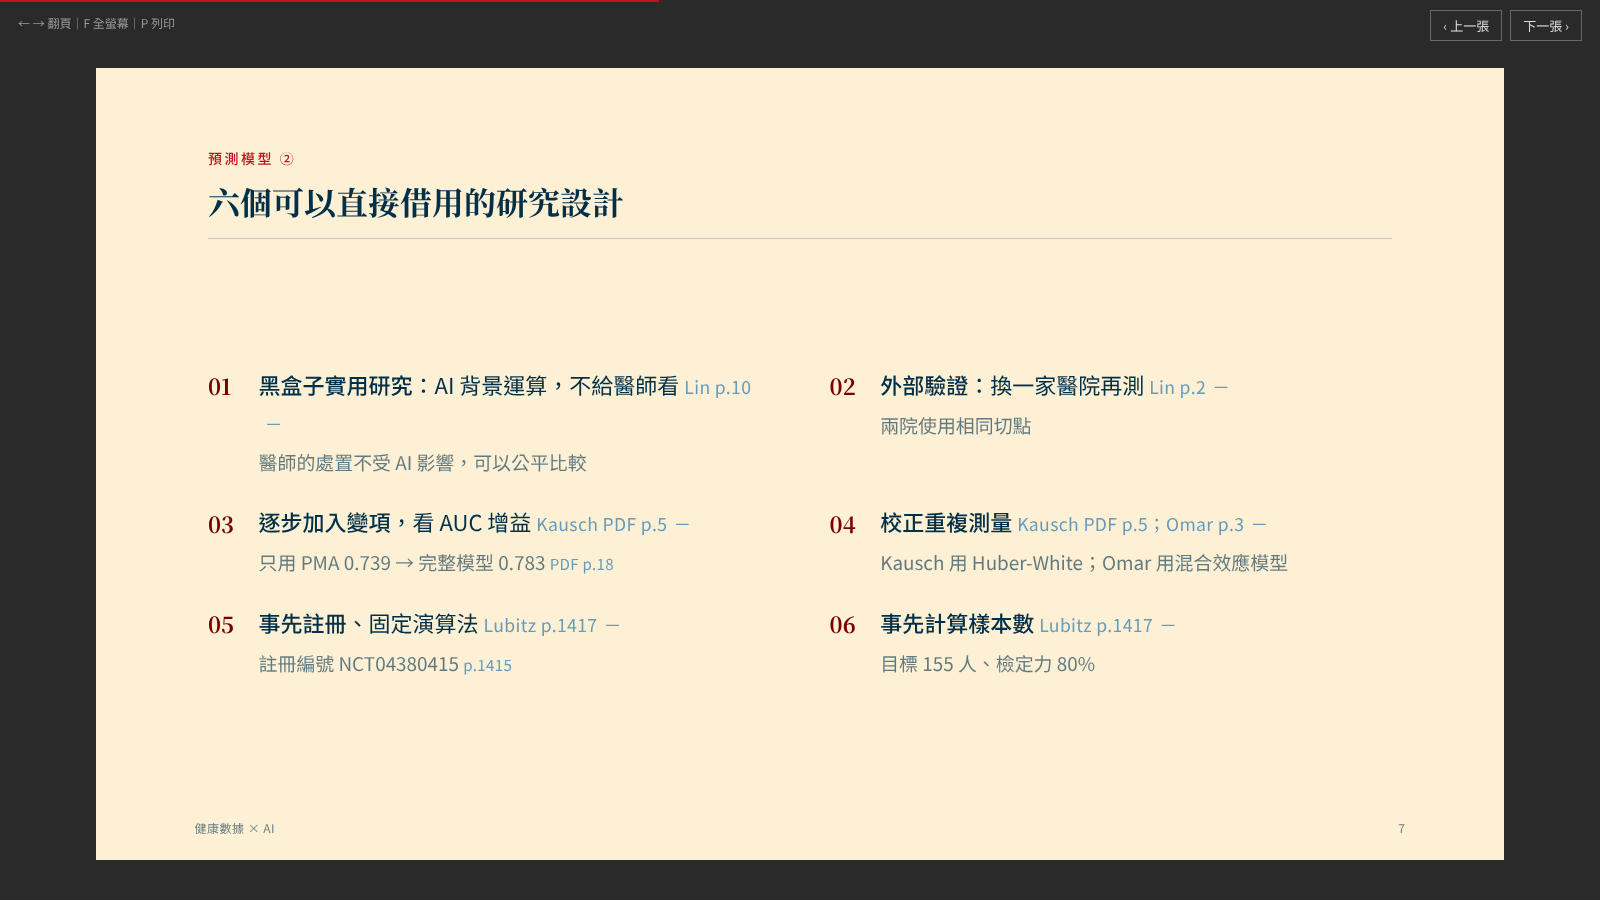 ←→ 翻頁｜F 全螢幕｜P 列印
‹ 上一張
下一張 ›
預測模型 ②
六個可以直接借用的研究設計
01 黑盒子實用研究：AI 背景運算，不給醫師看 Lin p.10
—
醫師的處置不受 AI 影響，可以公平比較
02 外部驗證：換一家醫院再測 Lin p.2 —
兩院使用相同切點
03 逐步加入變項，看 AUC 增益 Kausch PDF p.5 —
只用 PMA 0.739 → 完整模型 0.783 PDF p.18
04 校正重複測量 Kausch PDF p.5；Omar p.3 —
Kausch 用 Huber-White；Omar 用混合效應模型
05 事先註冊、固定演算法 Lubitz p.1417 —
註冊編號 NCT04380415 p.1415
06 事先計算樣本數 Lubitz p.1417 —
目標 155 人、檢定力 80%
健康數據 × AI
7